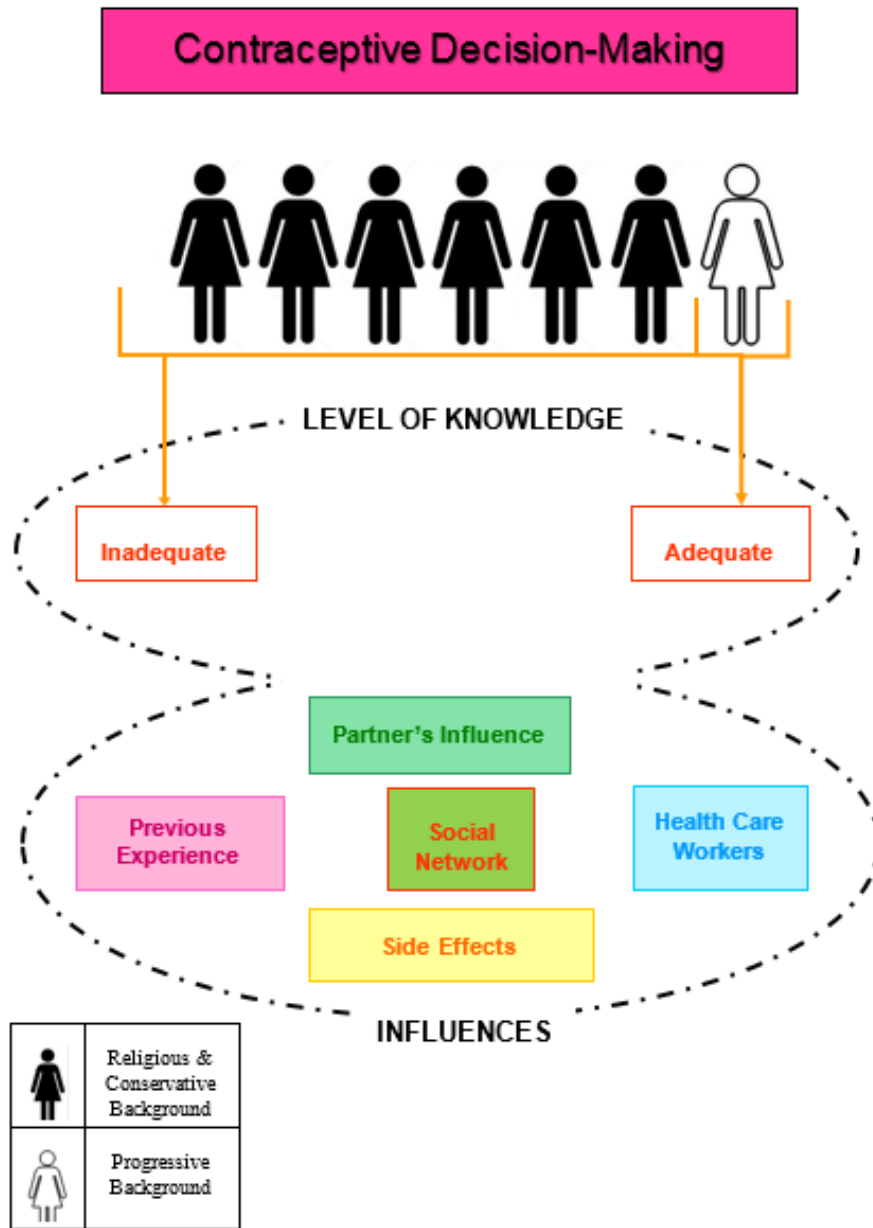 Contraceptive Decision-Making
LEVEL OF KNOWLEDGE
Inadequate
Adequate
Partner's Influence
Previous
Experience
Social
Network
Health Care
Workers
Side Effects
INFLUENCES
Religious &
Conservative
Background
Progressive
Background